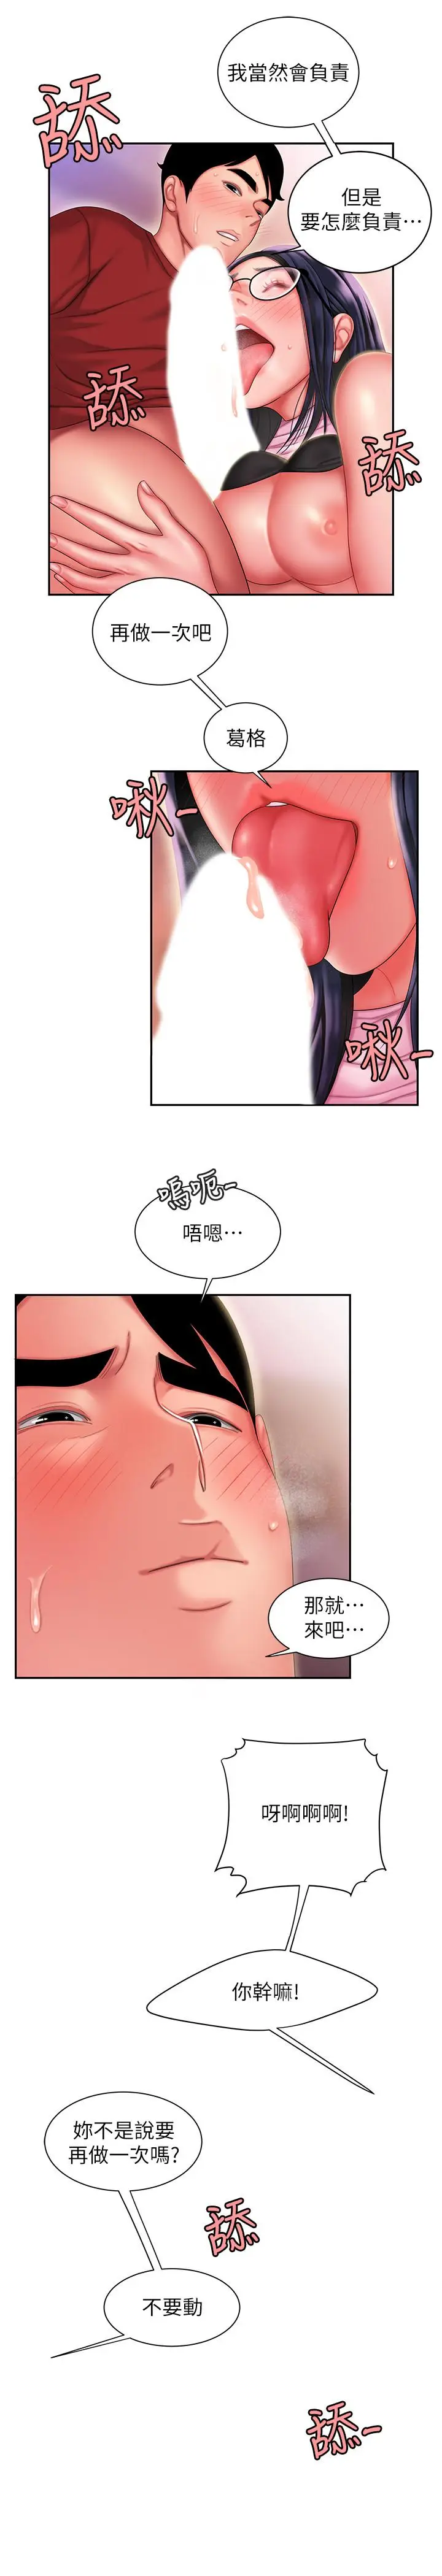 我當然會負責
舔
但是
要怎麼負責⋯
舔
舔
再做一次吧
葛格
啾-
啾-
嗚呃-
唔嗯⋯
那就⋯
來吧⋯
呀啊啊啊!
你幹嘛!
妳不是說要
再做一次嗎?
舔
不要動
舔-